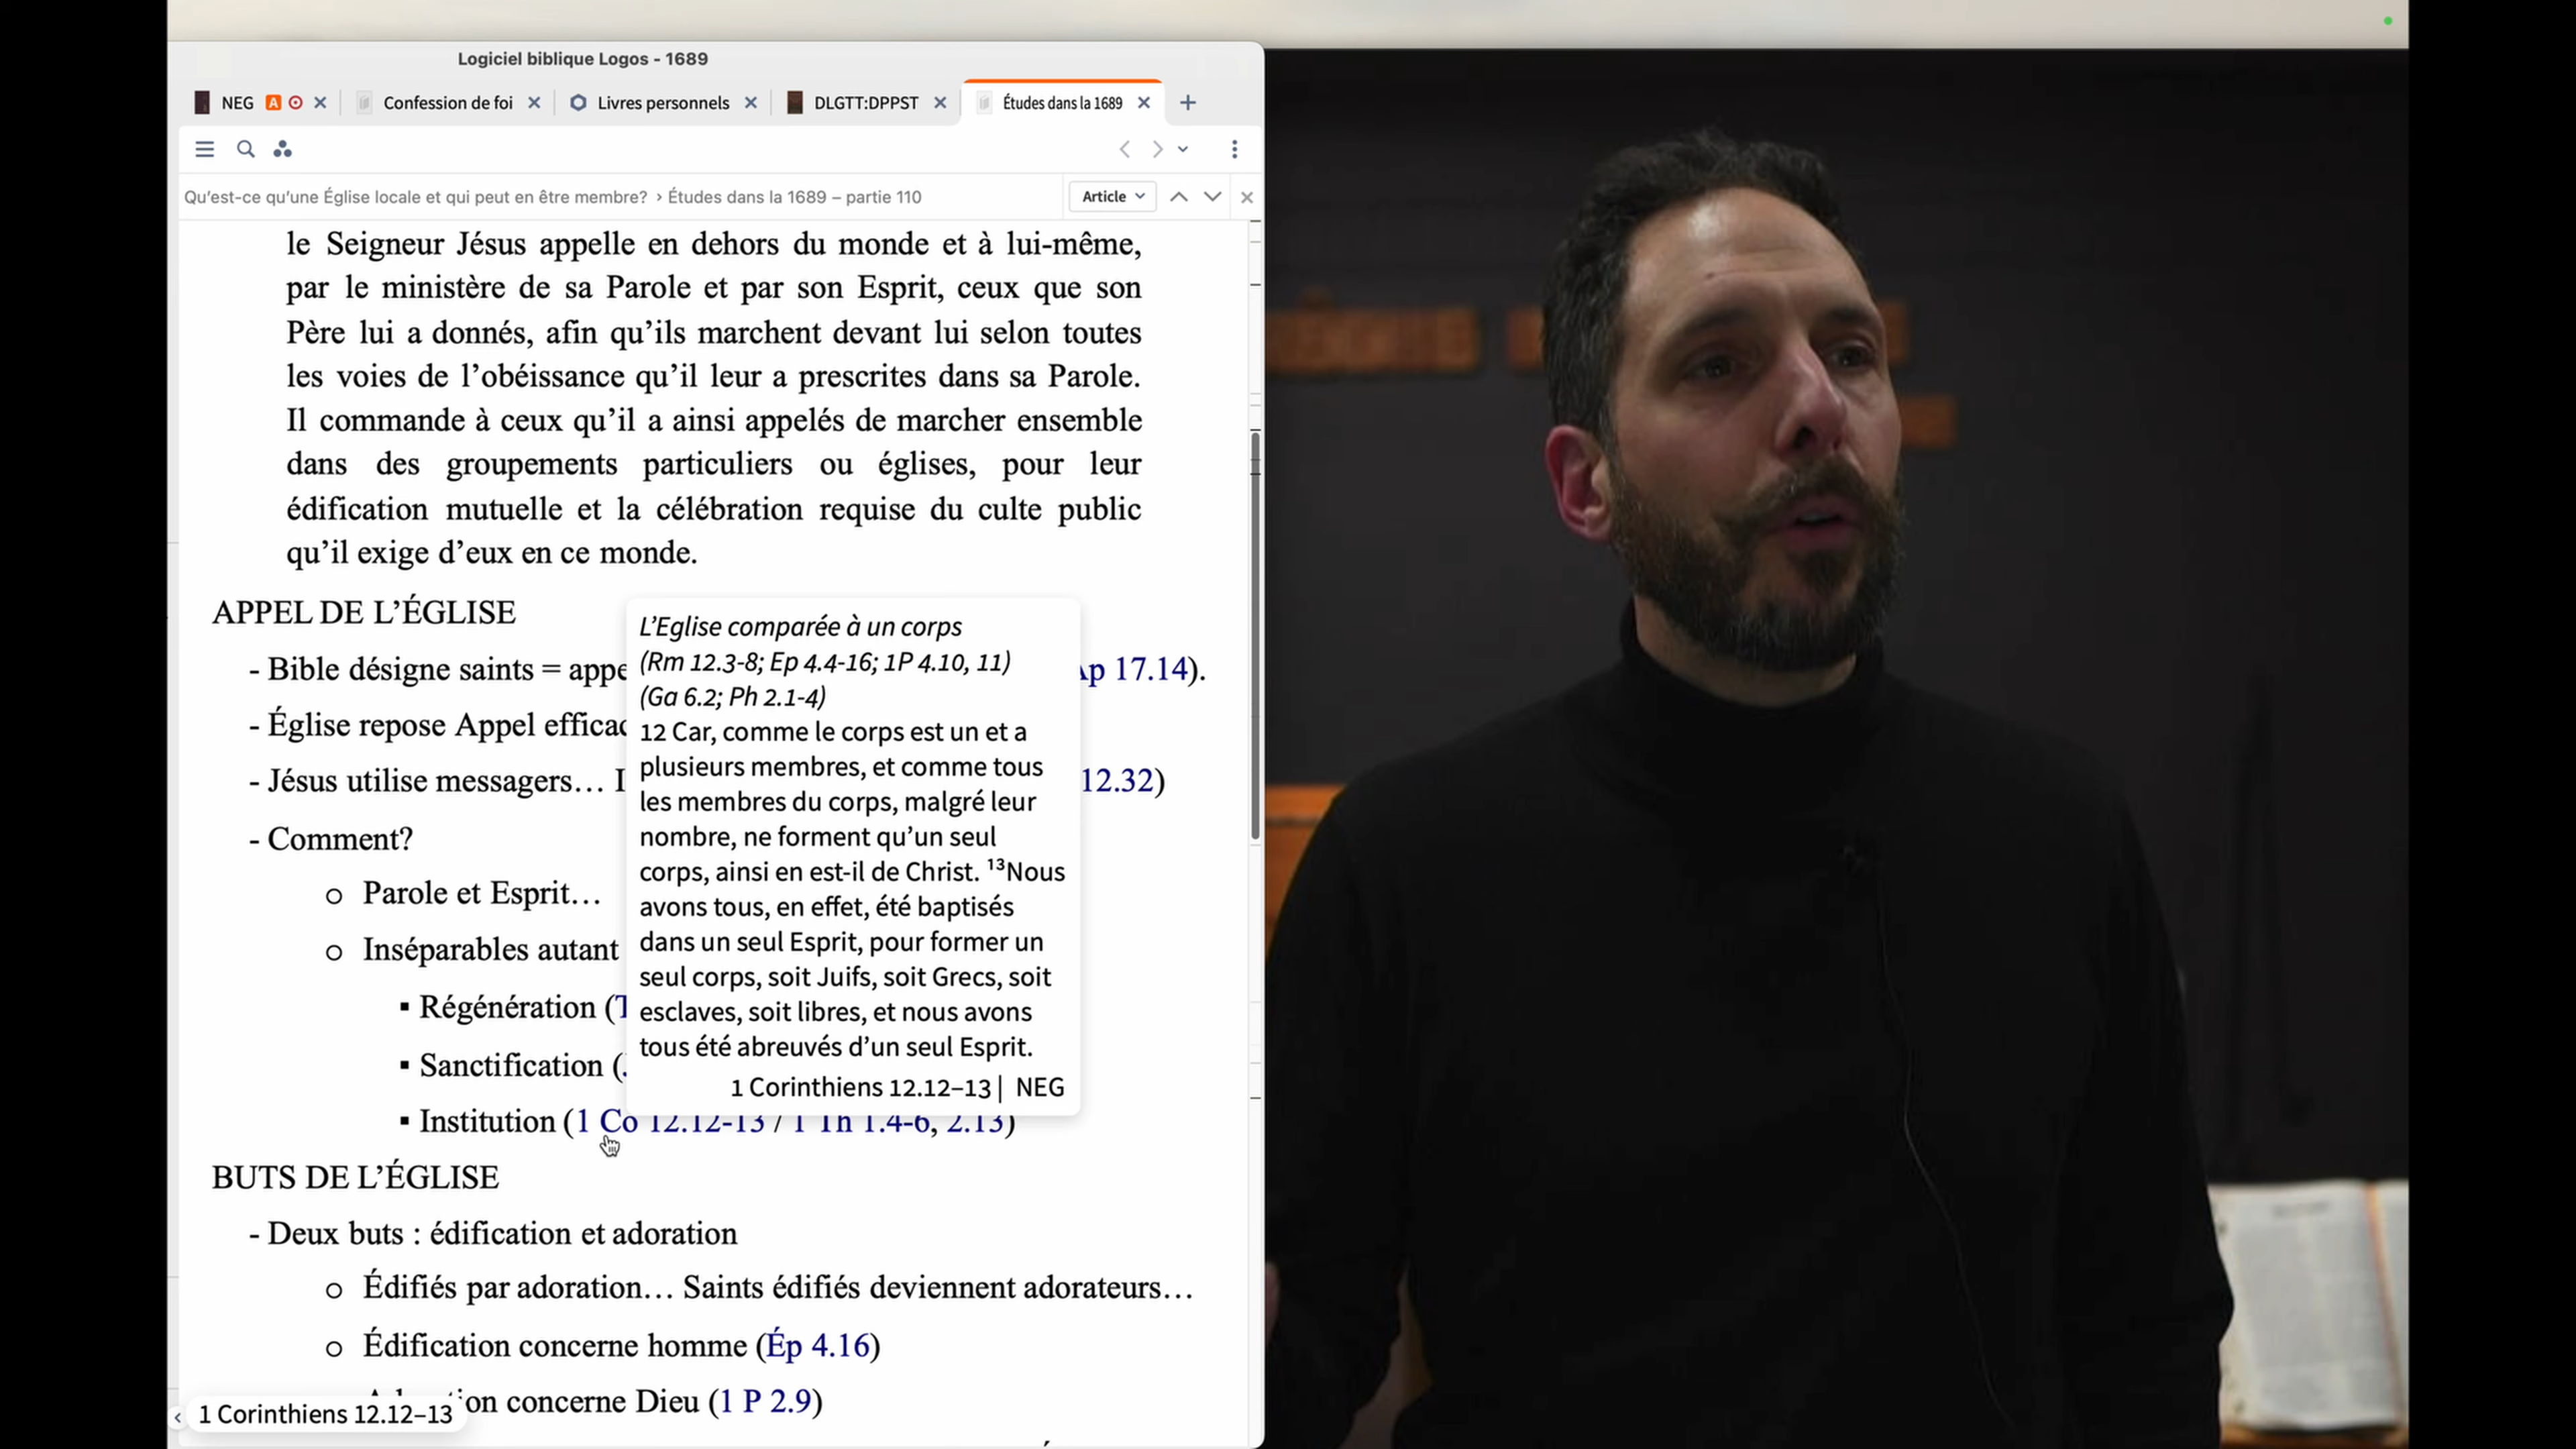 Logiciel biblique Logos - 1689
NEG A Confession de foi Livres personnels DLGTT:DPPST Études dans la 1689
Qu'est-ce qu'une Église locale et qui peut en être membre? › Études dans la 1689 – partie 110 Article
le Seigneur Jésus appelle en dehors du monde et à lui-même,
par le ministère de sa Parole et par son Esprit, ceux que son
Père lui a donnés, afin qu'ils marchent devant lui selon toutes
les voies de l'obéissance qu'il leur a prescrites dans sa Parole.
Il commande à ceux qu'il a ainsi appelés de marcher ensemble
dans des groupements particuliers ou églises, pour leur
édification mutuelle et la célébration requise du culte public
qu'il exige d'eux en ce monde.
APPEL DE L'ÉGLISE
- Bible désigne saints = appe
Ap 17.14).
- Église repose Appel effica
- Jésus utilise messagers…
12.32)
- Comment?
o Parole et Esprit…
o Inséparables autant
▪ Régénération (T
▪ Sanctification (
▪ Institution (1 Co 12.12-13 / 1 Th 1.4-6, 2.13)
L'Eglise comparée à un corps
(Rm 12.3-8; Ep 4.4-16; 1P 4.10, 11)
(Ga 6.2; Ph 2.1-4)
12 Car, comme le corps est un et a
plusieurs membres, et comme tous
les membres du corps, malgré leur
nombre, ne forment qu'un seul
corps, ainsi en est-il de Christ. ¹³Nous
avons tous, en effet, été baptisés
dans un seul Esprit, pour former un
seul corps, soit Juifs, soit Grecs, soit
esclaves, soit libres, et nous avons
tous été abreuvés d'un seul Esprit.
1 Corinthiens 12.12–13 | NEG
BUTS DE L'ÉGLISE
- Deux buts : édification et adoration
o Édifiés par adoration… Saints édifiés deviennent adorateurs…
o Édification concerne homme (Ép 4.16)
on concerne Dieu (1 P 2.9)
1 Corinthiens 12.12–13